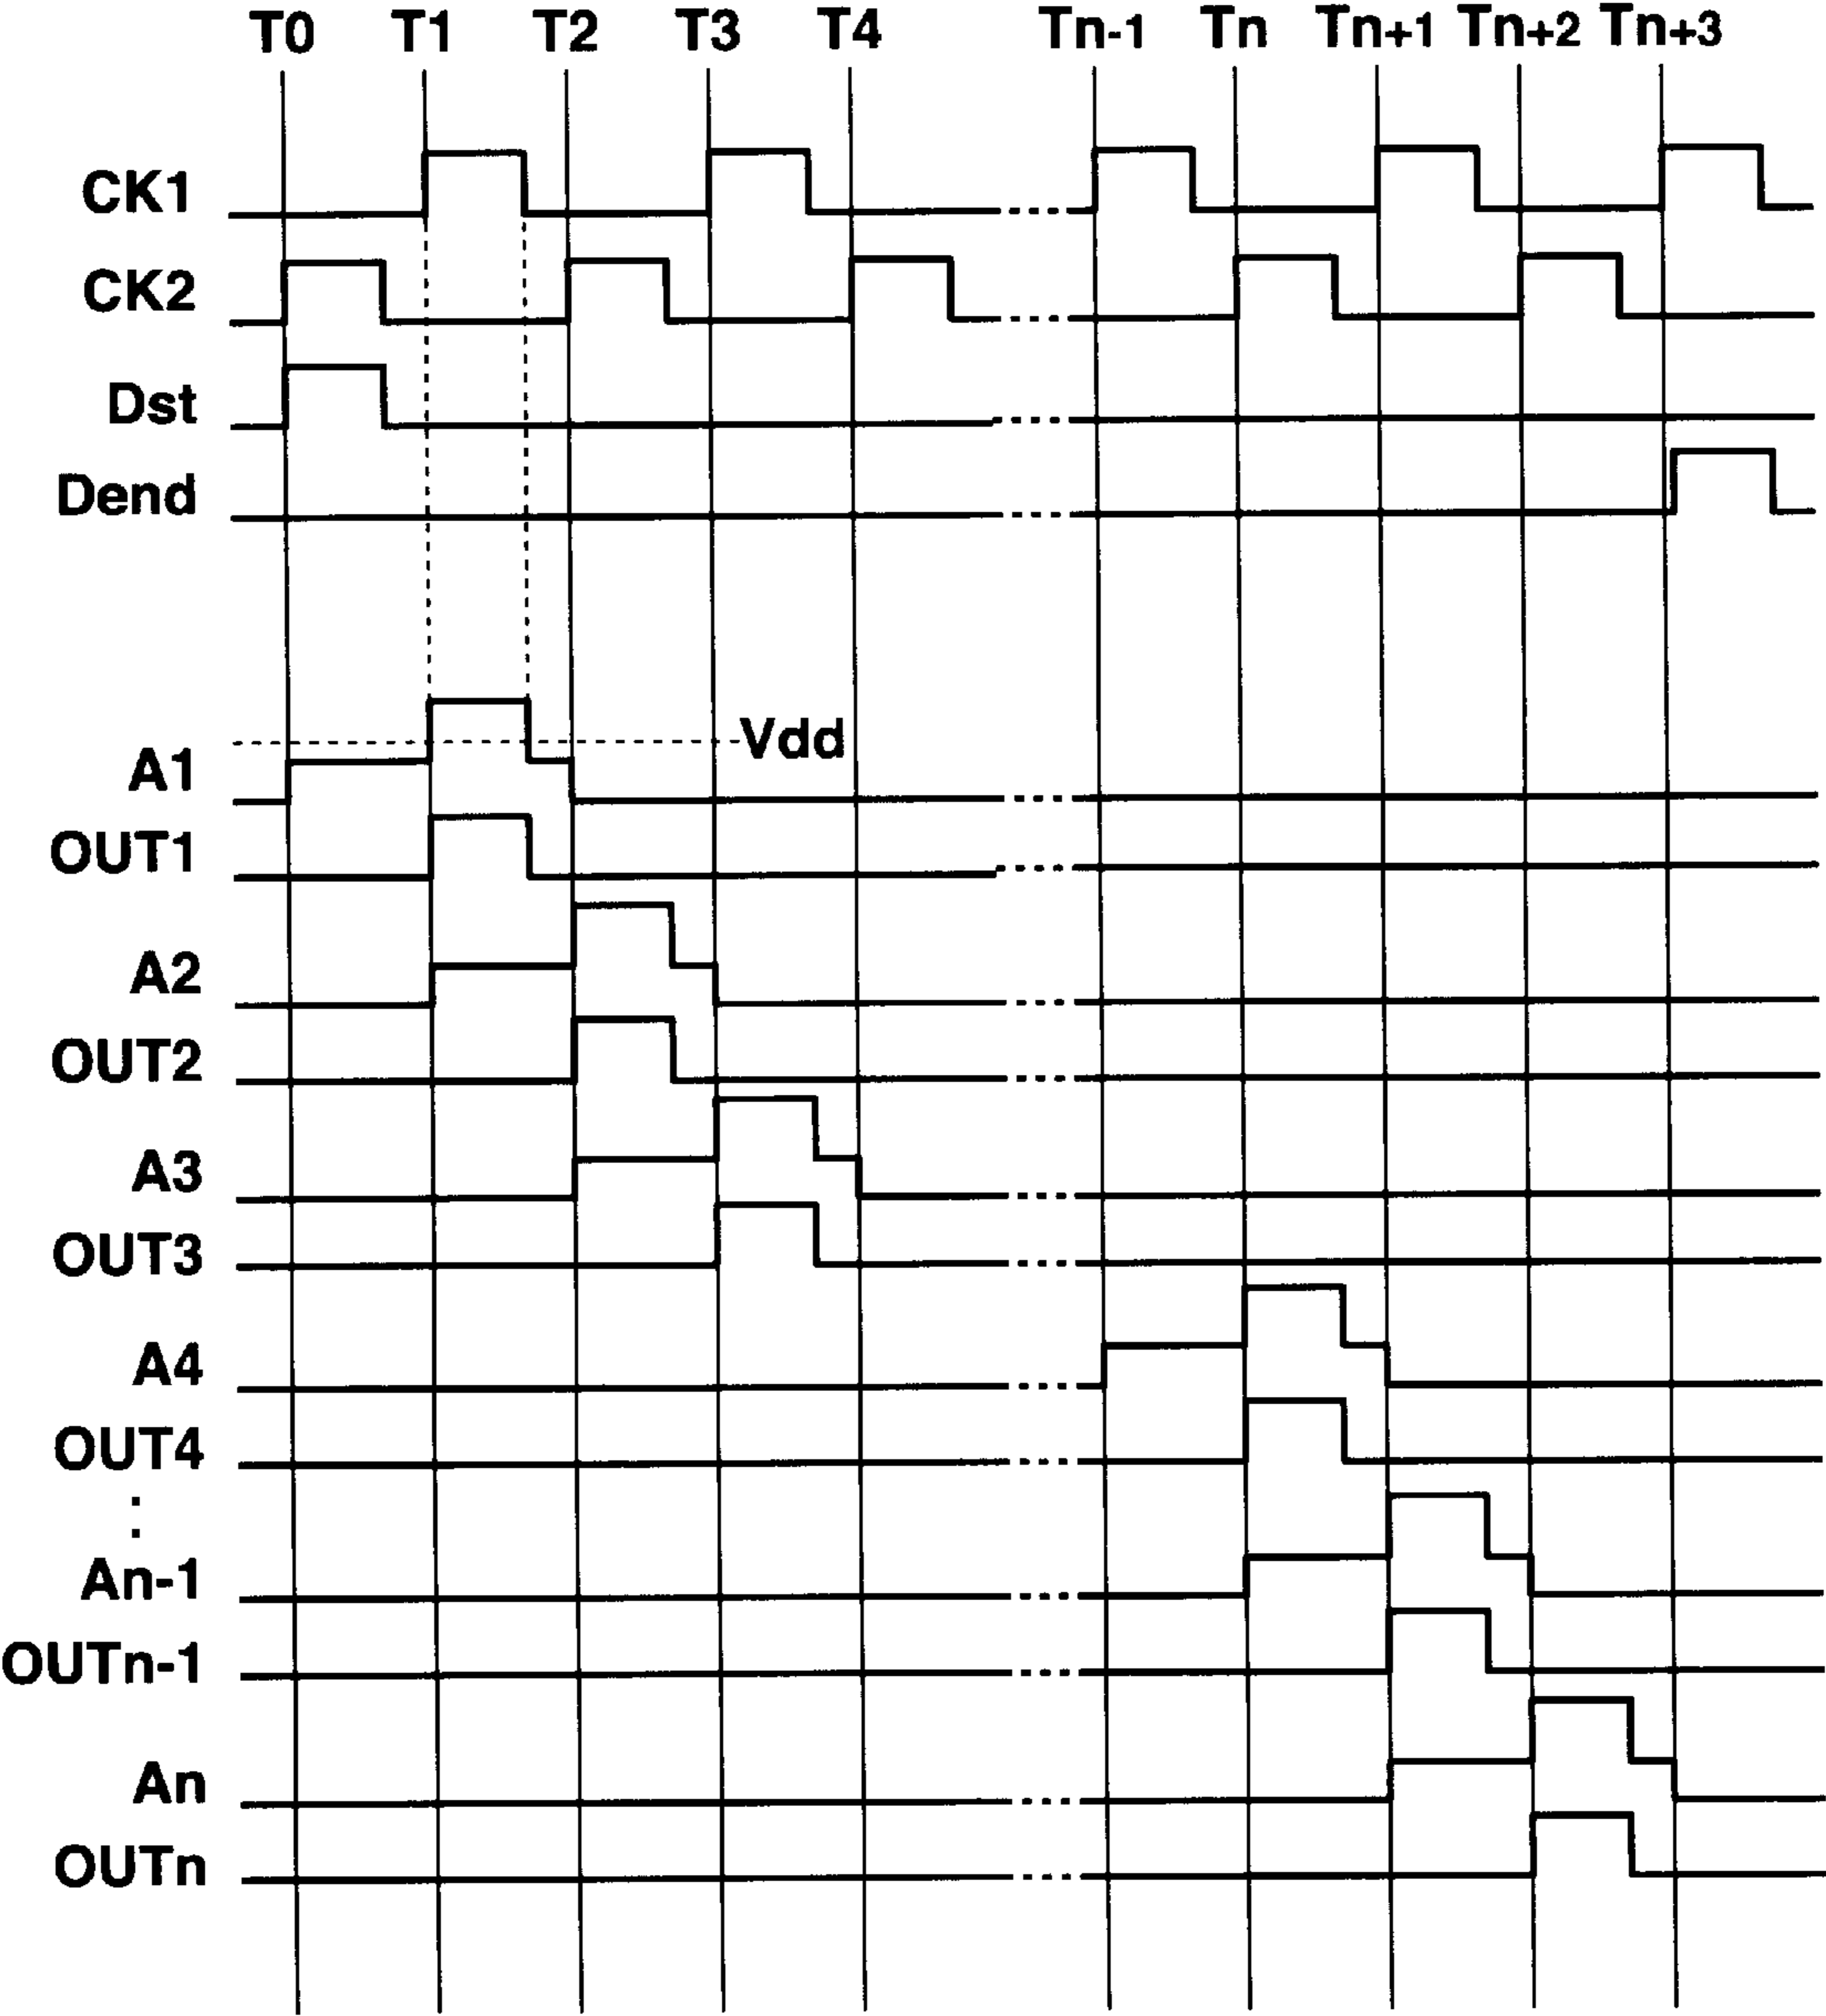 T0 T1 T2 T3 T4 Tn-1 Tn Tn+1 Tn+2 Tn+3
CK1
CK2
Dst
Dend
Vdd
A1
OUT1
A2
OUT2
A3
OUT3
A4
OUT4
:
An-1
OUTn-1
An
OUTn